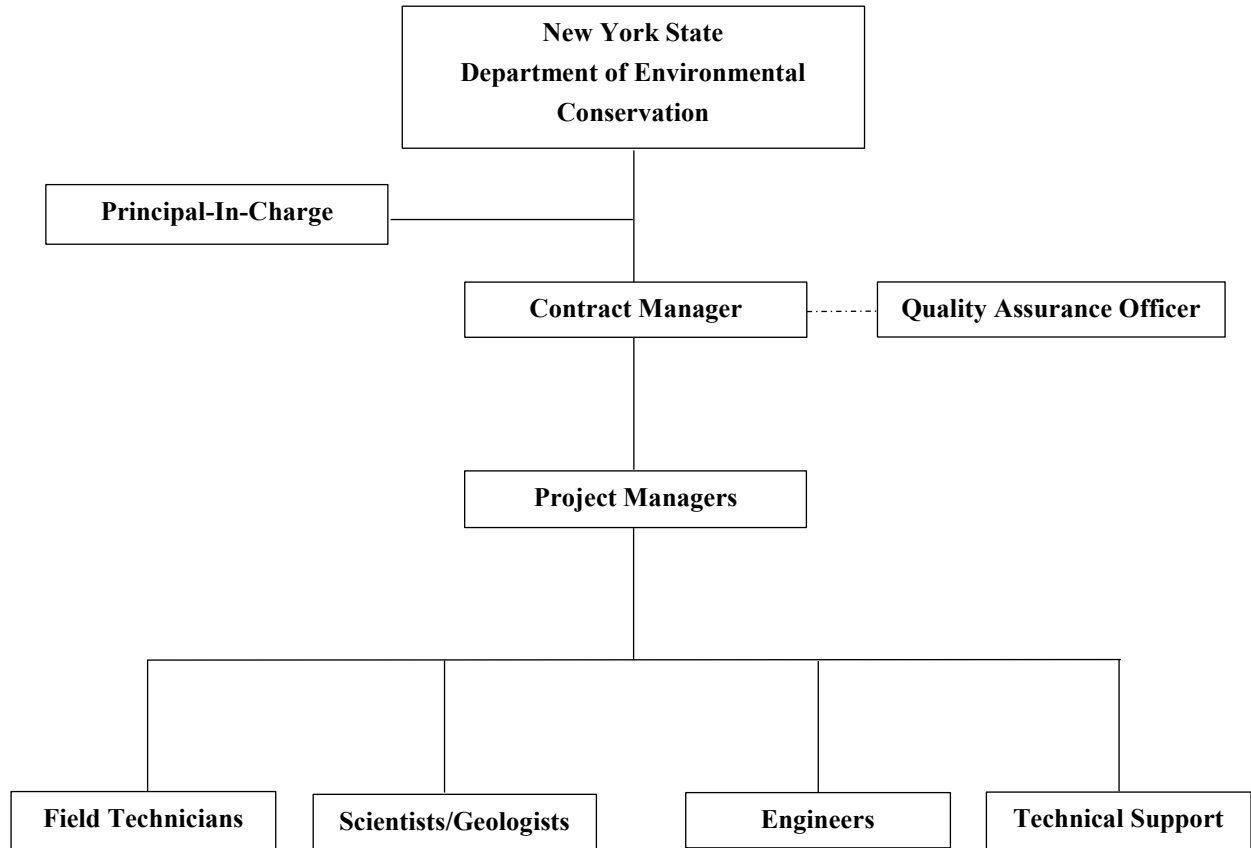 New York State
Department of Environmental
Conservation
Principal-In-Charge
Contract Manager
Quality Assurance Officer
Project Managers
Field Technicians
Scientists/Geologists
Engineers
Technical Support